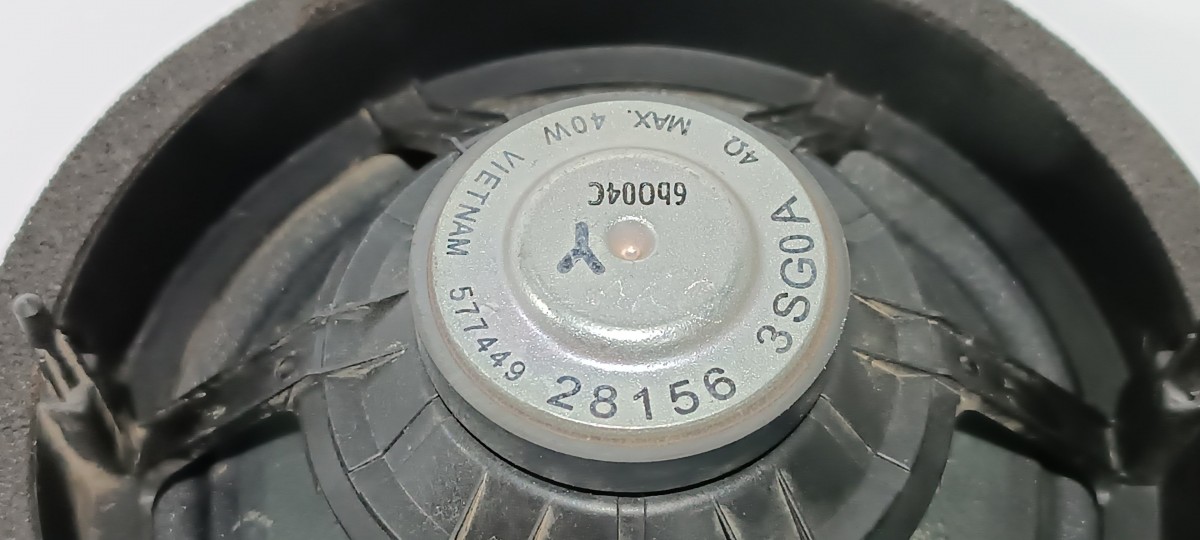 28156 3SG0A
4Ω MAX. 40W VIETNAM 577449
6b004C
Y